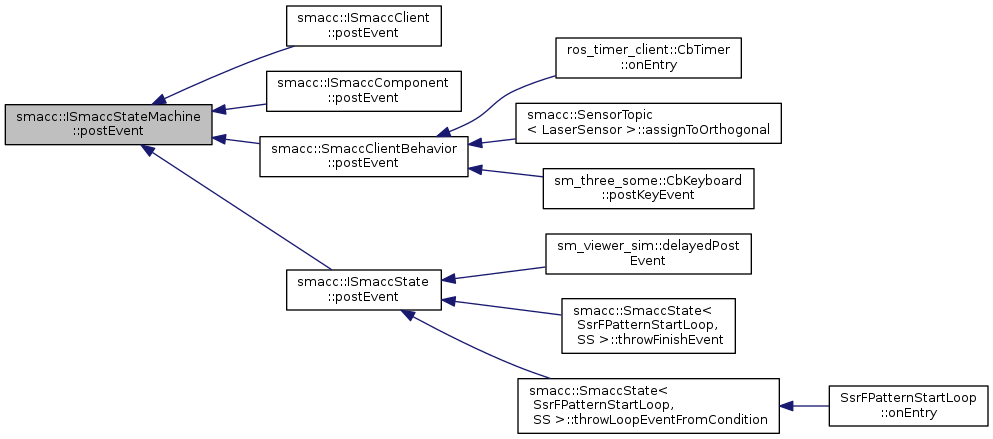 smacc::ISmaccClient
::postEvent
ros_timer_client::CbTimer
::onEntry
smacc::ISmaccComponent
::postEvent
smacc::ISmaccStateMachine
::postEvent
smacc::SensorTopic
< LaserSensor >::assignToOrthogonal
smacc::SmaccClientBehavior
::postEvent
sm_three_some::CbKeyboard
::postKeyEvent
sm_viewer_sim::delayedPost
Event
smacc::ISmaccState
::postEvent
smacc::SmaccState<
SsrFPatternStartLoop,
SS >::throwFinishEvent
smacc::SmaccState<
SsrFPatternStartLoop,
SS >::throwLoopEventFromCondition
SsrFPatternStartLoop
::onEntry